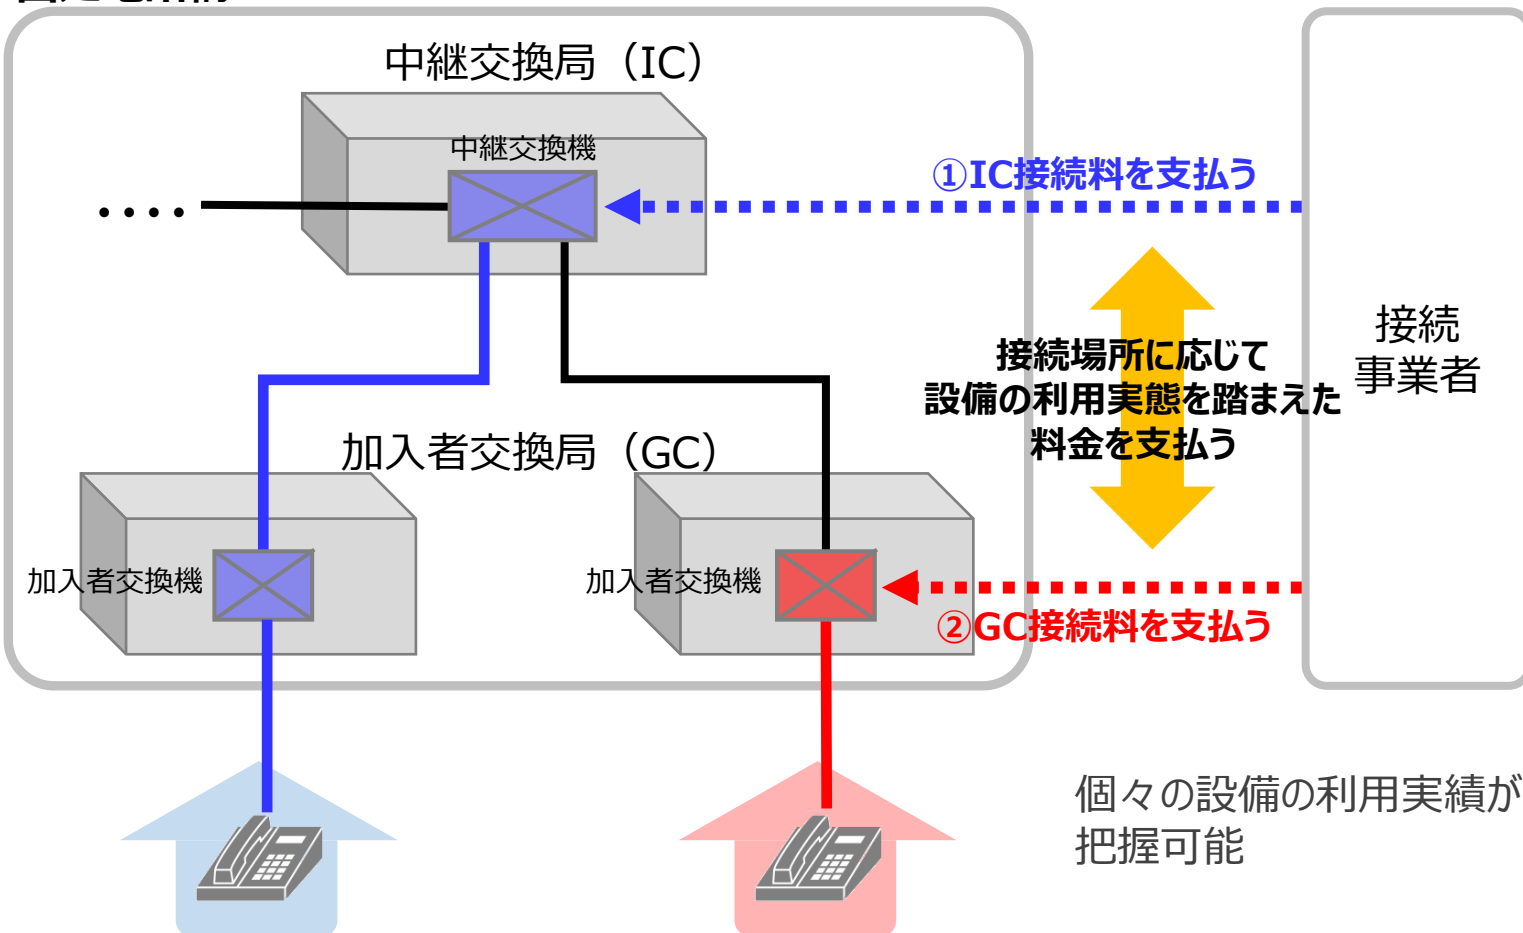 中継交換局（IC）
中継交換機
①IC接続料を支払う
・・・・
接続
事業者
接続場所に応じて
設備の利用実態を踏まえた
料金を支払う
加入者交換局（GC）
加入者交換機
加入者交換機
②GC接続料を支払う
個々の設備の利用実績が
把握可能